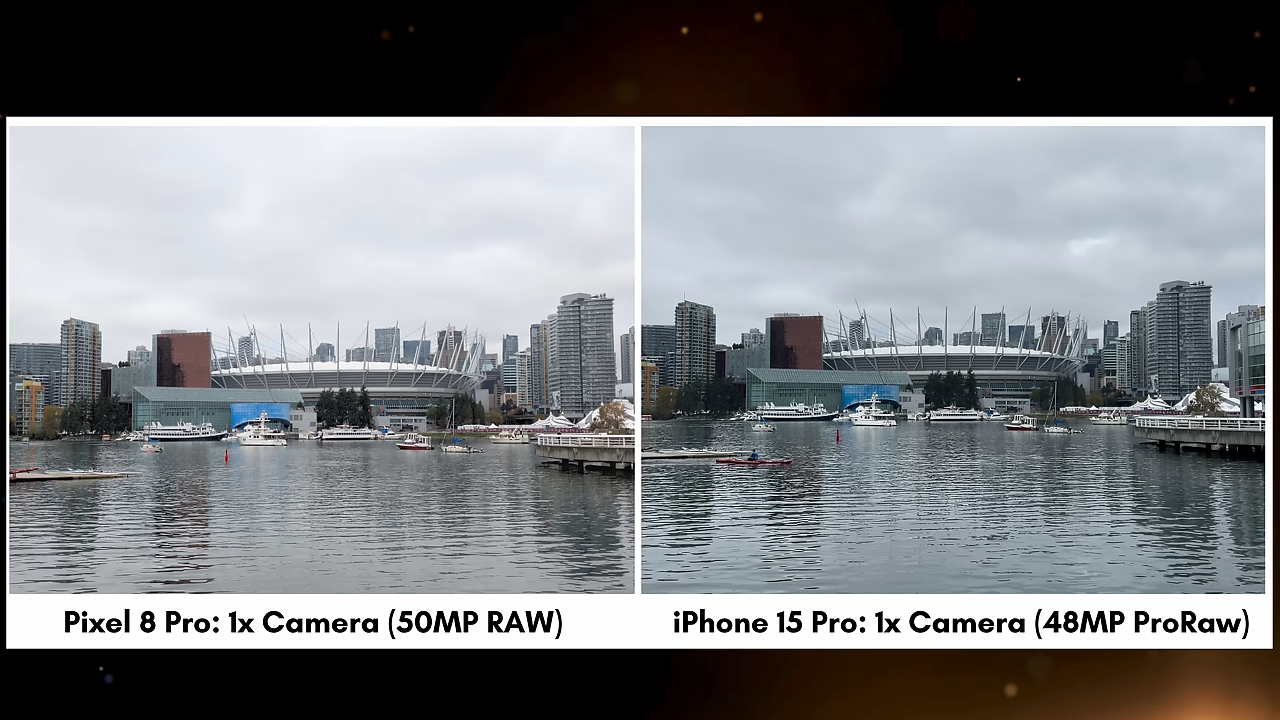 Pixel 8 Pro: 1x Camera (50MP RAW)
iPhone 15 Pro: 1x Camera (48MP ProRaw)